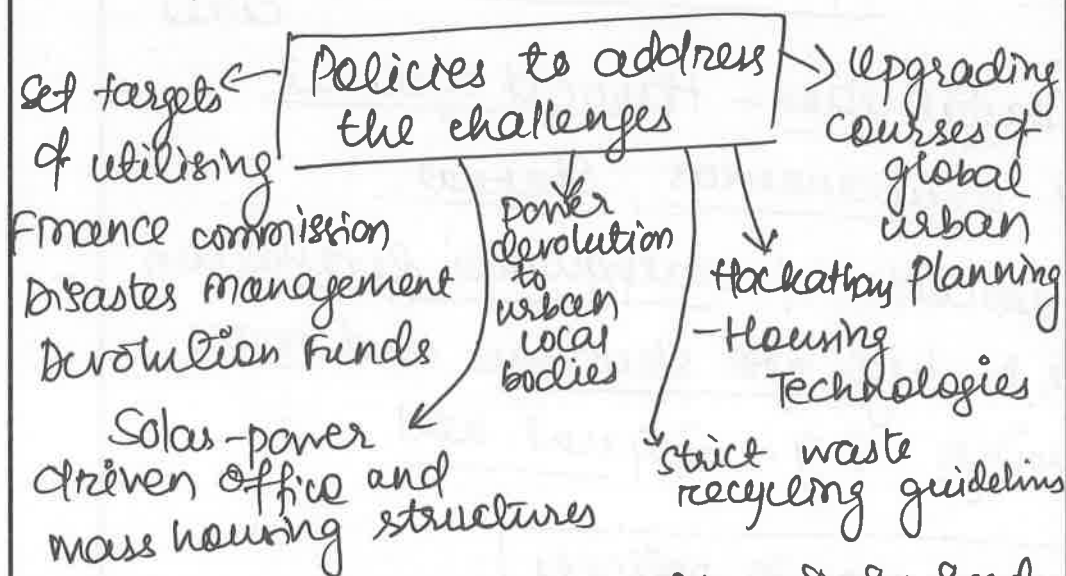 Policies to address
the challenges
Set targets
of utilising
Finance commission
Disaster management
Devolution Funds
Solar-power
driven office and
mass housing structures
power
devolution
to
urban
local
bodies
strict waste
recycling guidelines
Hackathons
-Housing
Technologies
Upgrading
courses of
global
urban
Planning